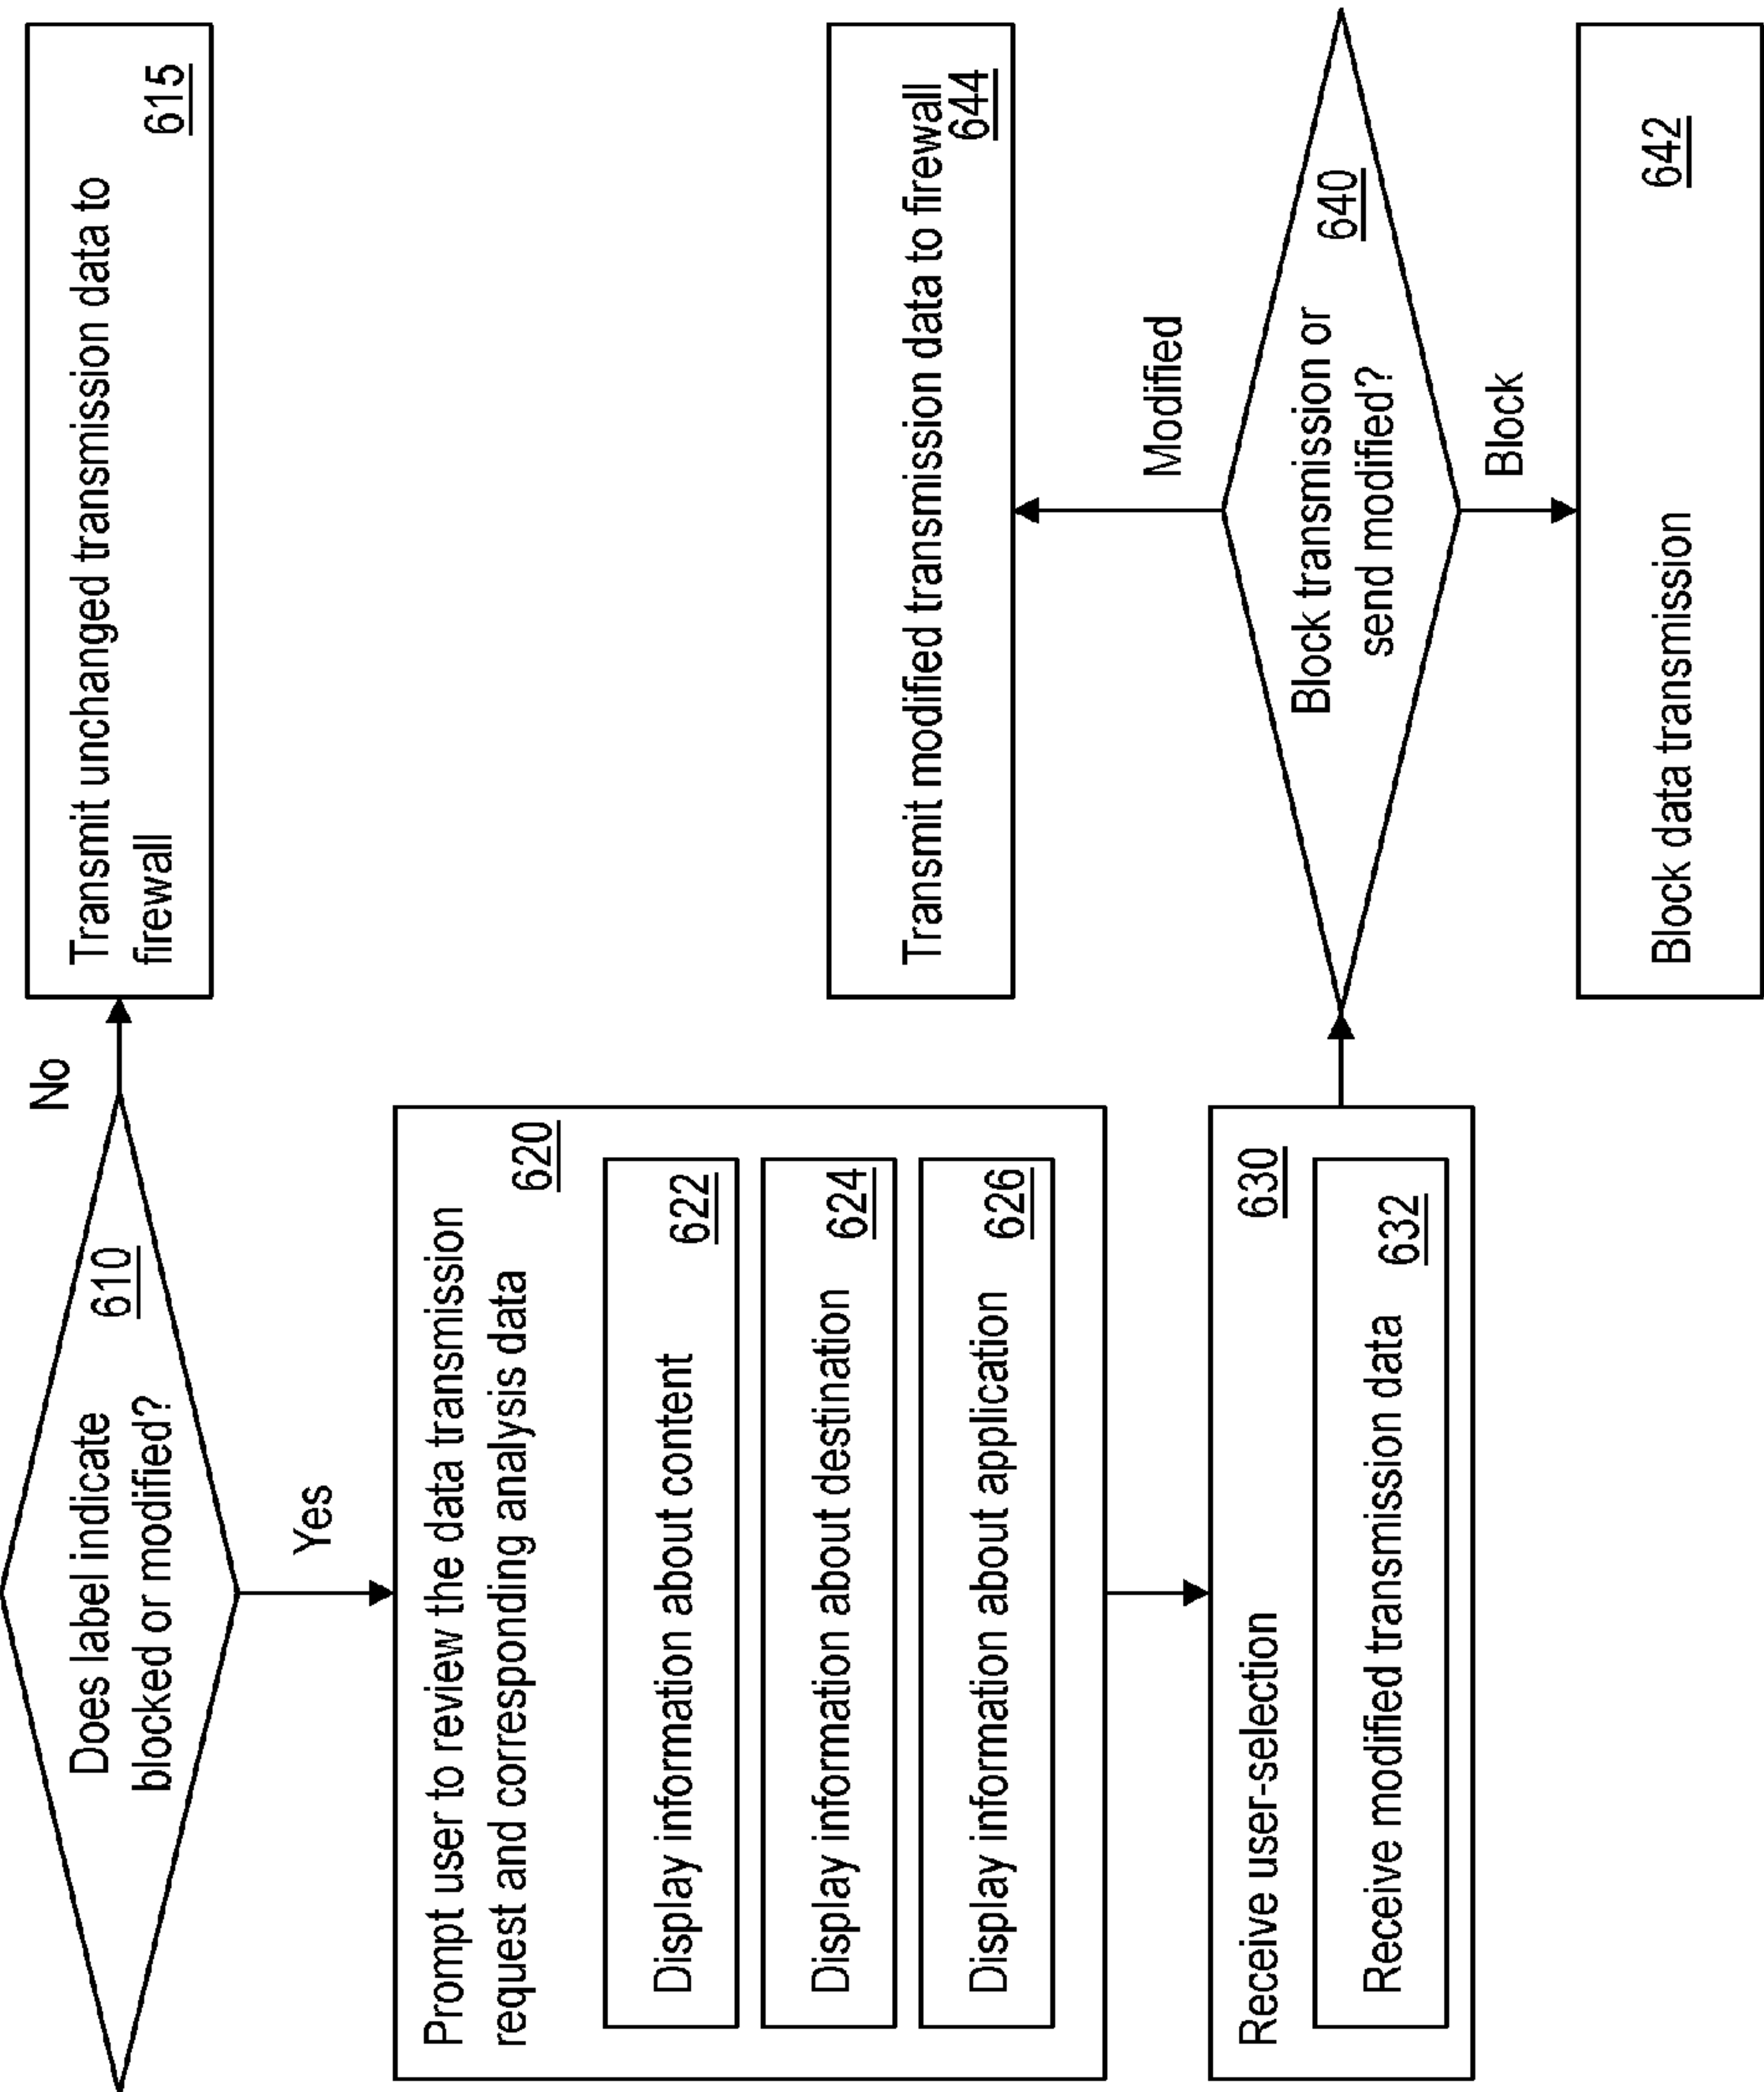 Does label indicate
blocked or modified?
610
No
Transmit unchanged transmission data to
firewall
615
Yes
Prompt user to review the data transmission
request and corresponding analysis data
620
Display information about content
622
Display information about destination
624
Display information about application
626
Receive user-selection
630
Receive modified transmission data
632
Transmit modified transmission data to firewall
644
Modified
Block transmission or
send modified?
640
Block
Block data transmission
642